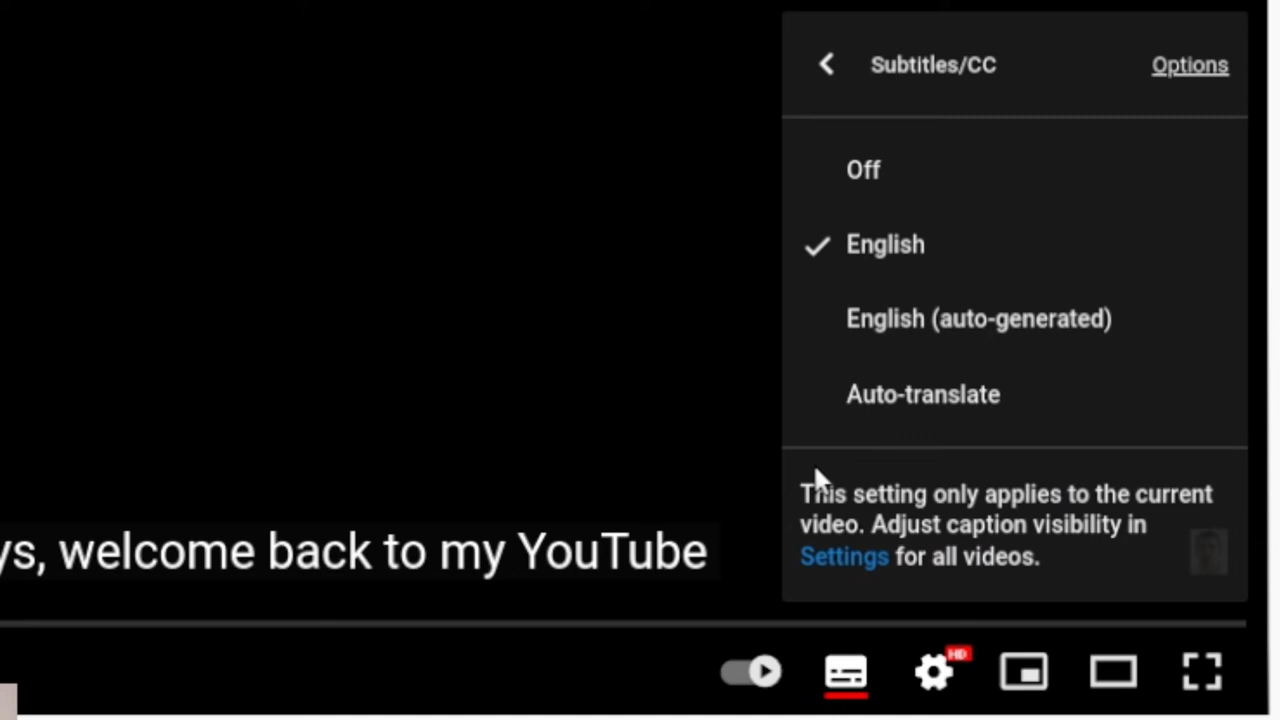 Subtitles/CC
Options
Off
English
English (auto-generated)
Auto-translate
This setting only applies to the current
video. Adjust caption visibility in
Settings for all videos.
ys, welcome back to my YouTube
HD